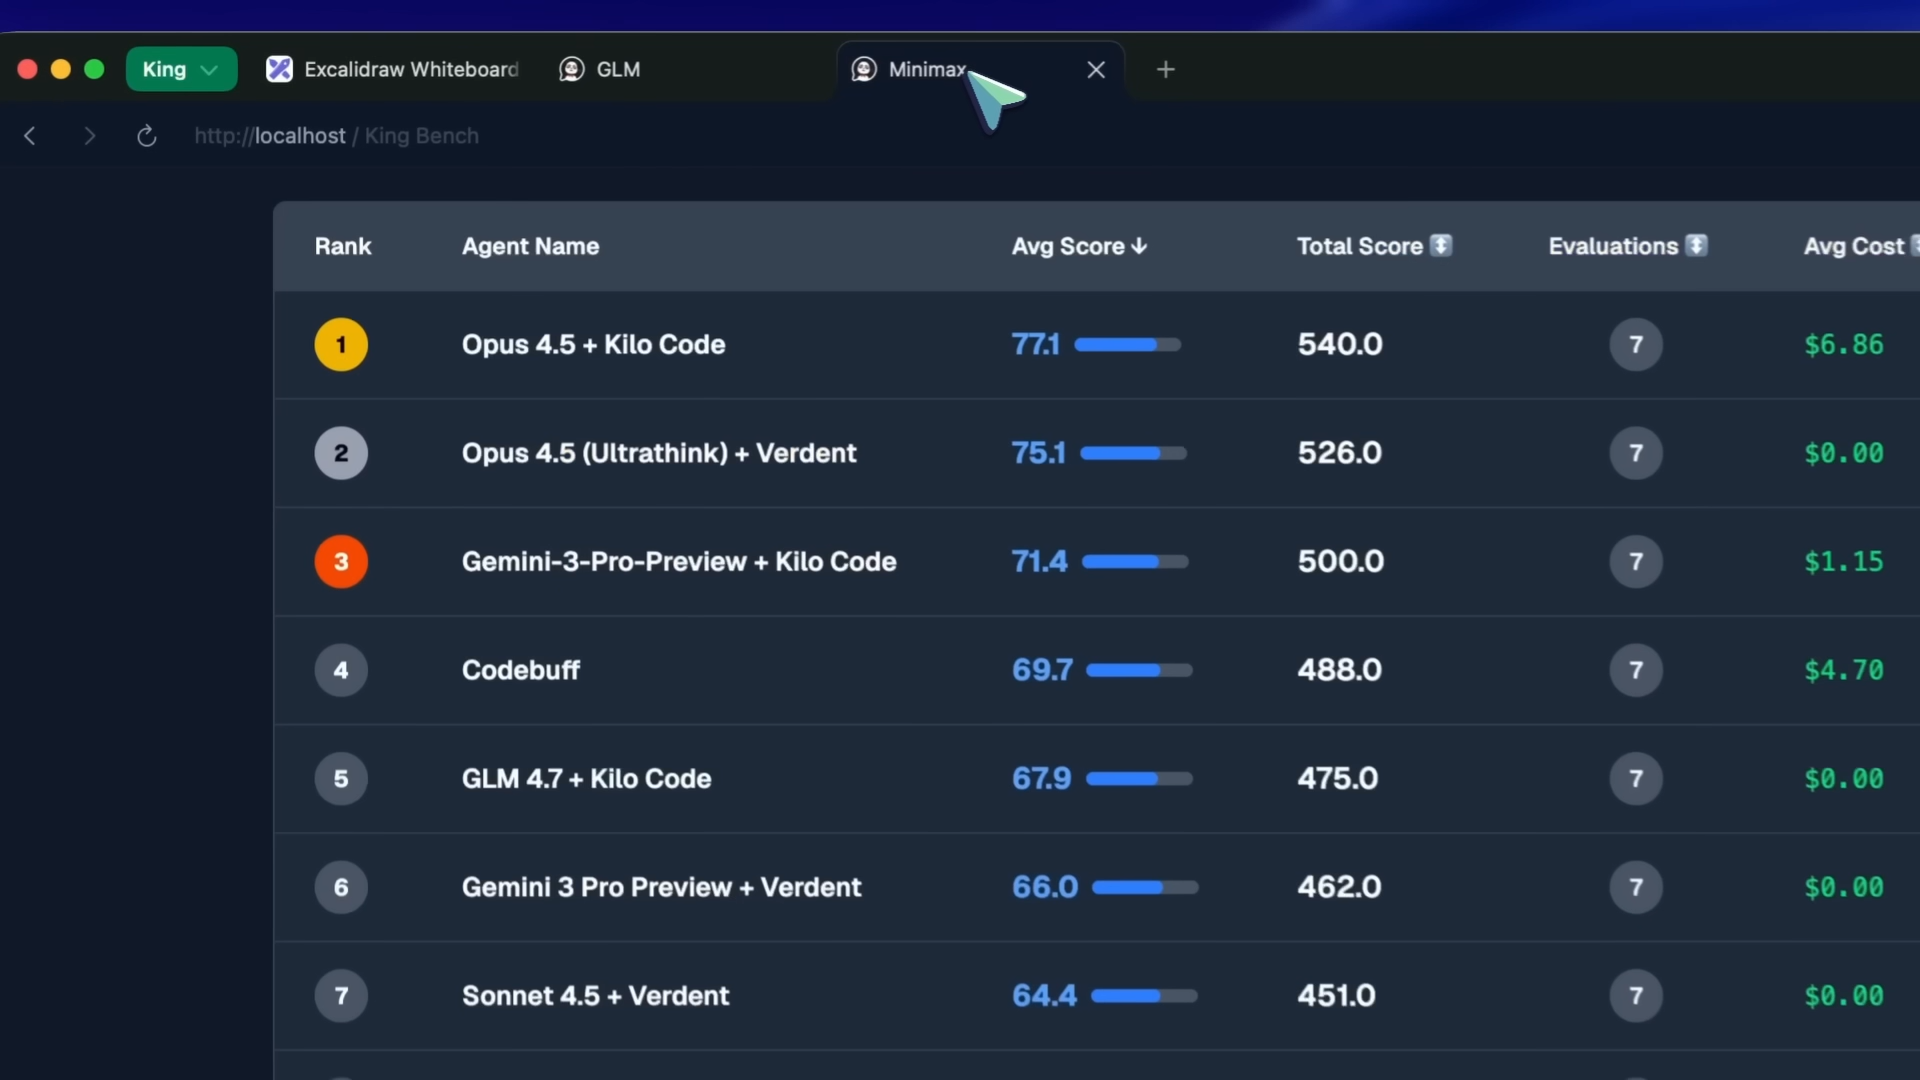 King Excalidraw Whiteboard GLM Minimax
http://localhost / King Bench
Rank Agent Name Avg Score ↓ Total Score Evaluations Avg Cost
1 Opus 4.5 + Kilo Code 77.1 540.0 7 $6.86
2 Opus 4.5 (Ultrathink) + Verdent 75.1 526.0 7 $0.00
3 Gemini-3-Pro-Preview + Kilo Code 71.4 500.0 7 $1.15
4 Codebuff 69.7 488.0 7 $4.70
5 GLM 4.7 + Kilo Code 67.9 475.0 7 $0.00
6 Gemini 3 Pro Preview + Verdent 66.0 462.0 7 $0.00
7 Sonnet 4.5 + Verdent 64.4 451.0 7 $0.00